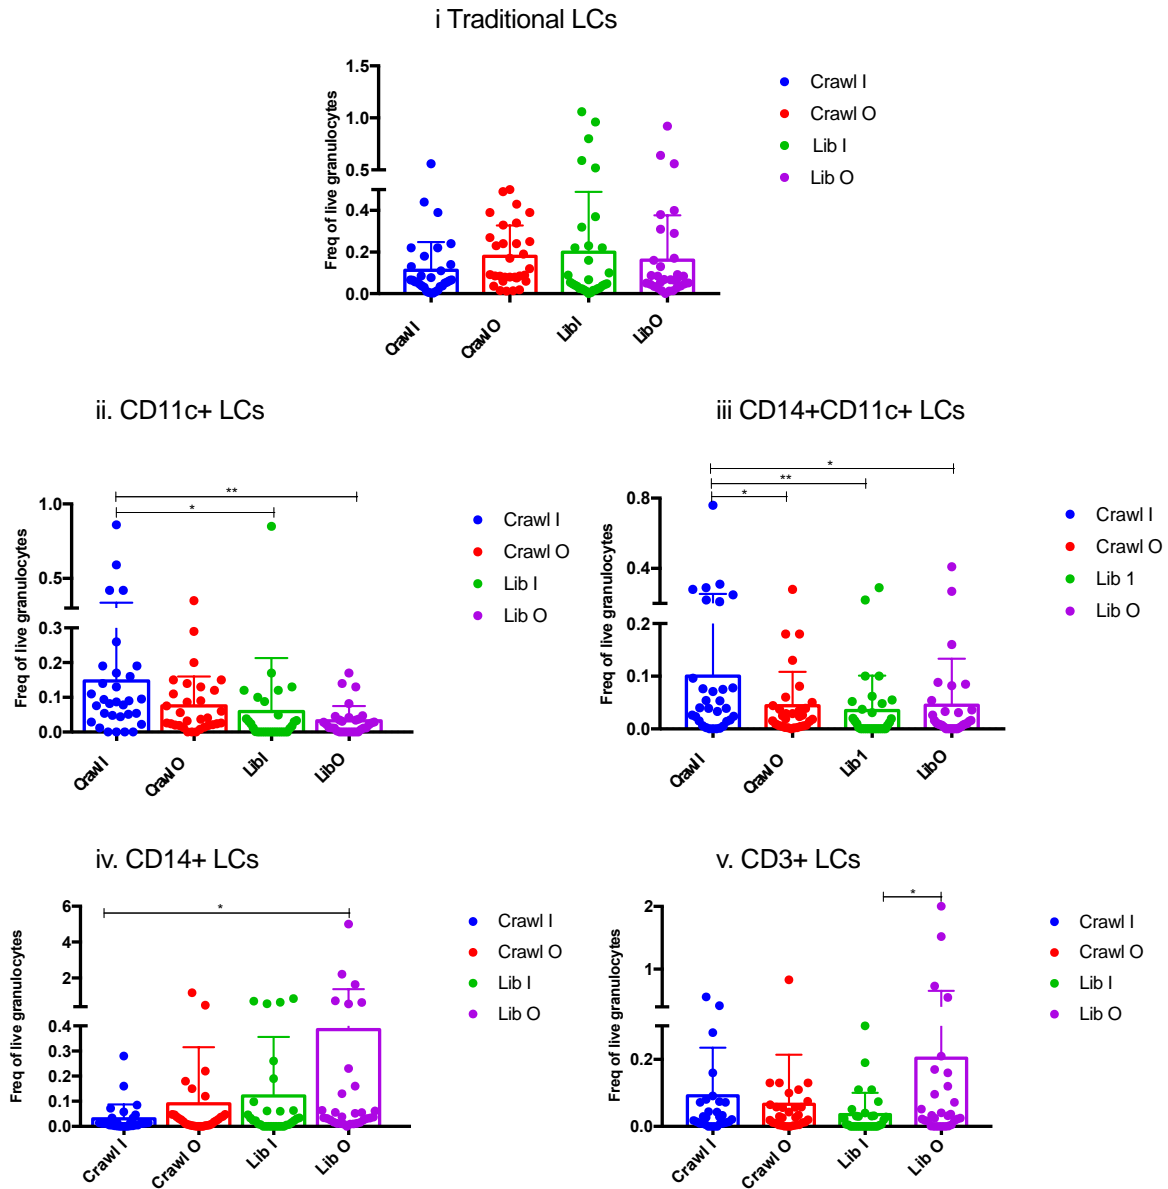 i Traditional LCs
Freq of live granulocytes
1.5
1.0
0.5
0.4
0.2
0.0
Crawl I
Crawl O
Lib I
Lib O
Crawl I
Crawl O
Lib I
Lib O
ii. CD11c+ LCs
Freq of live granulocytes
1.0
0.5
0.3
0.2
0.1
0.0
**
*
Crawl I
Crawl O
Lib I
Lib O
Crawl I
Crawl O
Lib I
Lib O
iii CD14+CD11c+ LCs
Freq of live granulocytes
0.8
0.4
0.2
0.1
0.0
*
**
*
Crawl I
Crawl O
Lib 1
Lib O
Crawl I
Crawl O
Lib 1
Lib O
iv. CD14+ LCs
Freq of live granulocytes
6
4
2
0.4
0.3
0.2
0.1
0.0
*
Crawl I
Crawl O
Lib I
Lib O
Crawl I
Crawl O
Lib I
Lib O
v. CD3+ LCs
Freq of live granulocytes
2
1
0.2
0.0
*
Crawl I
Crawl O
Lib I
Lib O
Crawl I
Crawl O
Lib I
Lib O